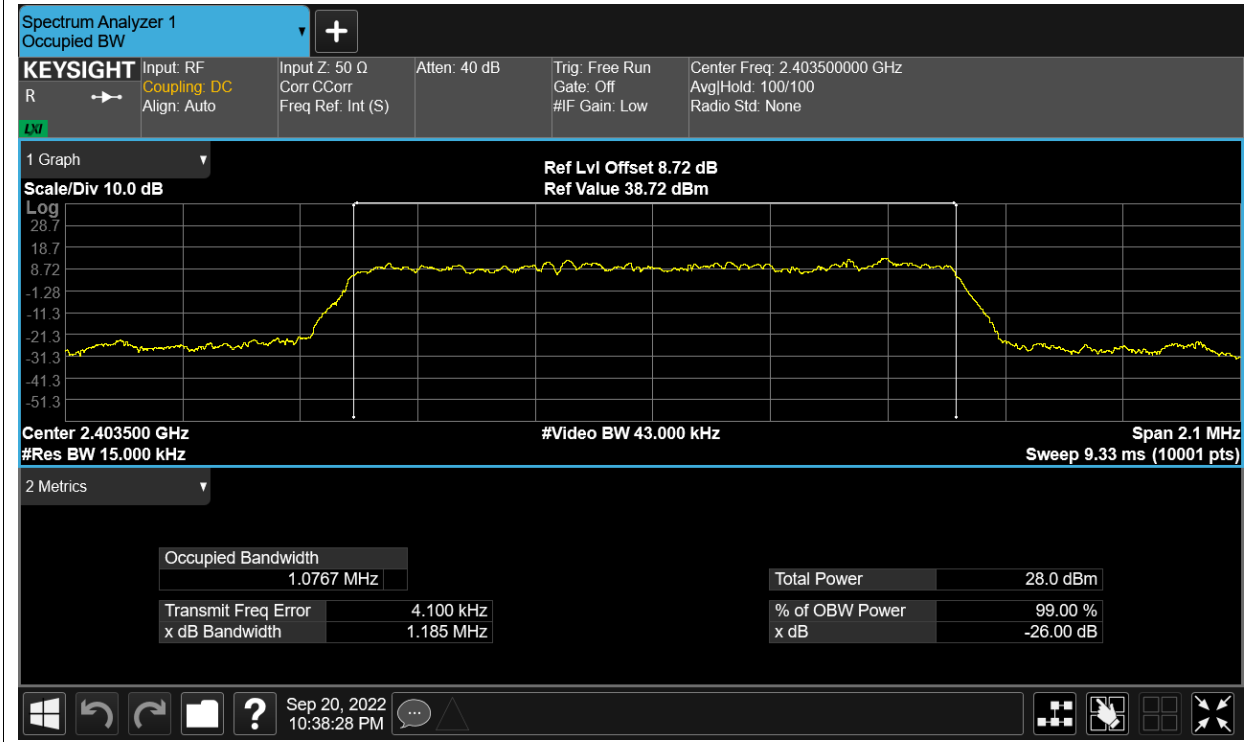 Spectrum Analyzer 1
Occupied BW
KEYSIGHT
R
LXI
Input: RF
Coupling: DC
Align: Auto
Input Z: 50 Ω
Corr CCorr
Freq Ref: Int (S)
Atten: 40 dB
Trig: Free Run
Gate: Off
#IF Gain: Low
Center Freq: 2.403500000 GHz
Avg|Hold: 100/100
Radio Std: None
1 Graph
Scale/Div 10.0 dB
Ref Lvl Offset 8.72 dB
Ref Value 38.72 dBm
Log
28.7
18.7
8.72
-1.28
-11.3
-21.3
-31.3
-41.3
-51.3
Center 2.403500 GHz
#Video BW 43.000 kHz
Span 2.1 MHz
#Res BW 15.000 kHz
Sweep 9.33 ms (10001 pts)
2 Metrics
Occupied Bandwidth
1.0767 MHz
Total Power 28.0 dBm
Transmit Freq Error 4.100 kHz
% of OBW Power 99.00 %
x dB Bandwidth 1.185 MHz
x dB -26.00 dB
?
Sep 20, 2022
10:38:28 PM